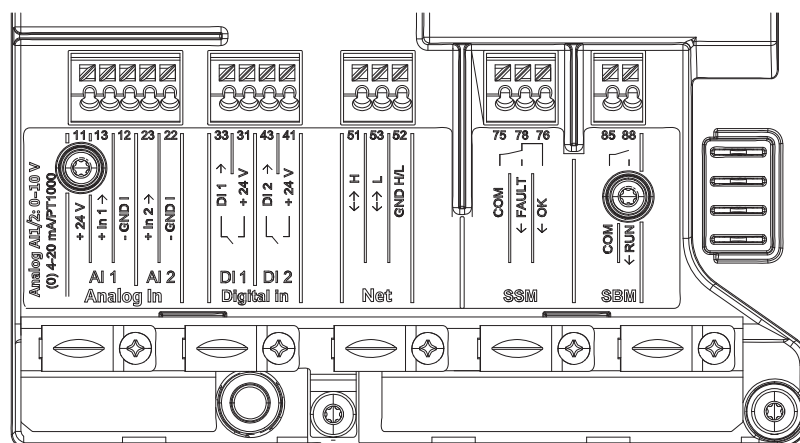 11 13 12 23 22
33 31 43 41
51 53 52
75 78 76
85 88
Analog AI1/2: 0–10 V
(0) 4-20 mA/PT1000
+ 24 V
+ In 1 →
- GND I
+ In 2 →
- GND I
AI 1
AI 2
Analog In
DI 1 →
+ 24 V
DI 2 →
+ 24 V
DI 1
DI 2
Digital in
<-> H
<-> L
GND H/L
Net
COM
← FAULT
← OK
SSM
COM
←RUN
SBM